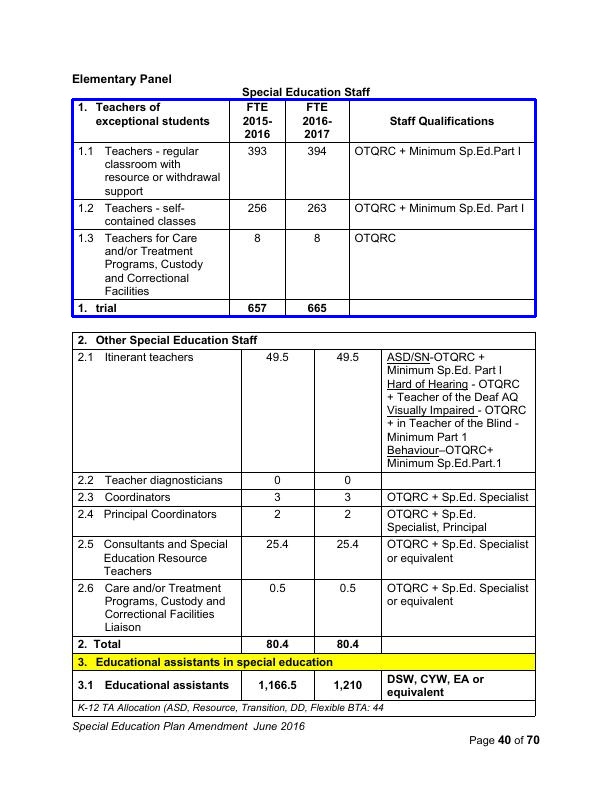 Elementary Panel
Special Education Staff
1. Teachers of exceptional students FTE 2015-2016 FTE 2016-2017 Staff Qualifications
1.1 Teachers - regular classroom with resource or withdrawal support 393 394 OTQRC + Minimum Sp.Ed.Part I
1.2 Teachers - self-contained classes 256 263 OTQRC + Minimum Sp.Ed. Part I
1.3 Teachers for Care and/or Treatment Programs, Custody and Correctional Facilities 8 8 OTQRC
1. trial 657 665
2. Other Special Education Staff
2.1 Itinerant teachers 49.5 49.5 ASD/SN-OTQRC +
Minimum Sp.Ed. Part I
Hard of Hearing - OTQRC
+ Teacher of the Deaf AQ
Visually Impaired - OTQRC
+ in Teacher of the Blind -
Minimum Part 1
Behaviour–OTQRC+
Minimum Sp.Ed.Part.1
2.2 Teacher diagnosticians 0 0
2.3 Coordinators 3 3 OTQRC + Sp.Ed. Specialist
2.4 Principal Coordinators 2 2 OTQRC + Sp.Ed.
Specialist, Principal
2.5 Consultants and Special Education Resource Teachers 25.4 25.4 OTQRC + Sp.Ed. Specialist or equivalent
2.6 Care and/or Treatment Programs, Custody and Correctional Facilities Liaison 0.5 0.5 OTQRC + Sp.Ed. Specialist or equivalent
2. Total 80.4 80.4
3. Educational assistants in special education
3.1 Educational assistants 1,166.5 1,210 DSW, CYW, EA or equivalent
K-12 TA Allocation (ASD, Resource, Transition, DD, Flexible BTA: 44
Special Education Plan Amendment June 2016
Page 40 of 70